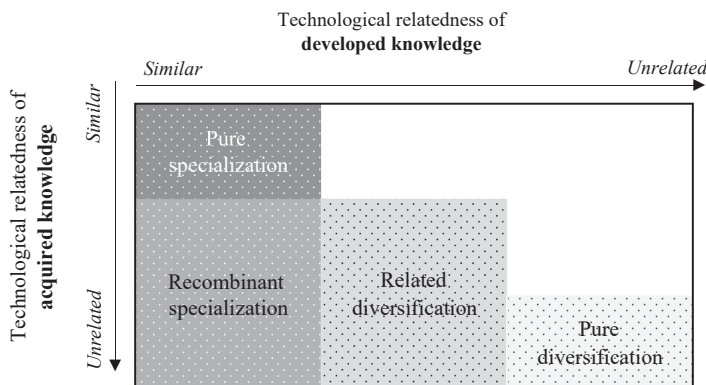 Technological relatedness of
developed knowledge
Similar
Unrelated
Technological relatedness of
acquired knowledge
Similar
Unrelated
Pure
specialization
Recombinant
specialization
Related
diversification
Pure
diversification